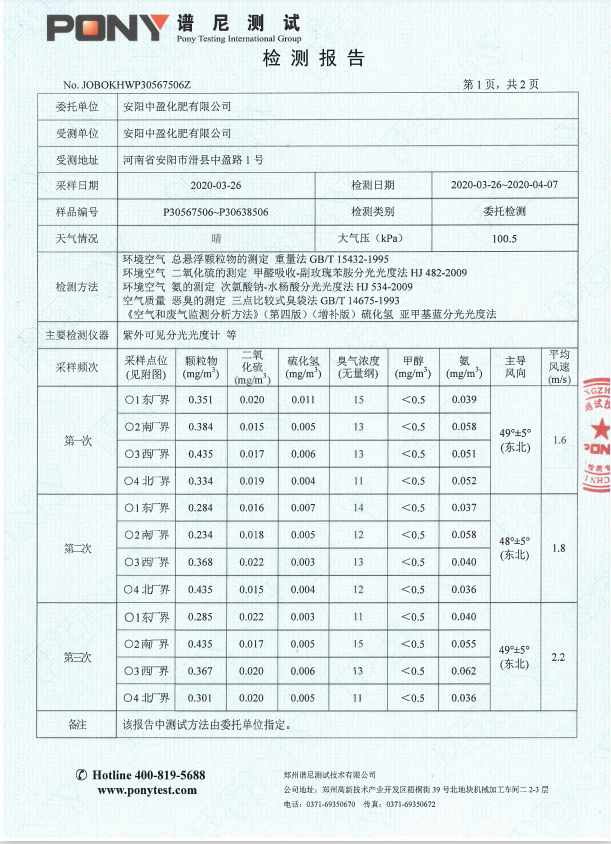 PONY 谱尼测试
Pony Testing International Group
检测报告
No. JOBOKHWP30567506Z 第1页，共2页
委托单位 安阳中盈化肥有限公司
受测单位 安阳中盈化肥有限公司
受测地址 河南省安阳市滑县中盈路1号
采样日期 2020-03-26 检测日期 2020-03-26~2020-04-07
样品编号 P30567506~P30638506 检测类别 委托检测
天气情况 晴 大气压（kPa） 100.5
检测方法
环境空气 总悬浮颗粒物的测定 重量法 GB/T 15432-1995
环境空气 二氧化硫的测定 甲醛吸收-副玫瑰苯胺分光光度法 HJ 482-2009
环境空气 氨的测定 次氯酸钠-水杨酸分光光度法 HJ 534-2009
空气质量 恶臭的测定 三点比较式臭袋法 GB/T 14675-1993
《空气和废气监测分析方法》（第四版）（增补版）硫化氢 亚甲基蓝分光光度法
主要检测仪器 紫外可见分光光度计 等
采样频次 采样点位（见附图） 颗粒物（mg/m³） 二氧化硫（mg/m³） 硫化氢（mg/m³） 臭气浓度（无量纲） 甲醇（mg/m³） 氨（mg/m³） 主导风向 平均风速（m/s）
第一次 49°±5°（东北） 1.6
○1东厂界 0.351 0.020 0.011 15 ＜0.5 0.039
○2南厂界 0.384 0.015 0.005 13 ＜0.5 0.058
○3西厂界 0.435 0.017 0.006 13 ＜0.5 0.051
○4北厂界 0.334 0.019 0.004 11 ＜0.5 0.052
第二次 48°±5°（东北） 1.8
○1东厂界 0.284 0.016 0.007 14 ＜0.5 0.037
○2南厂界 0.234 0.018 0.005 12 ＜0.5 0.058
○3西厂界 0.368 0.022 0.003 13 ＜0.5 0.040
○4北厂界 0.435 0.015 0.004 12 ＜0.5 0.036
第三次 49°±5°（东北） 2.2
○1东厂界 0.285 0.022 0.003 11 ＜0.5 0.040
○2南厂界 0.435 0.017 0.005 15 ＜0.5 0.055
○3西厂界 0.367 0.020 0.006 13 ＜0.5 0.062
○4北厂界 0.301 0.020 0.005 11 ＜0.5 0.036
备注 该报告中测试方法由委托单位指定。
Hotline 400-819-5688
www.ponytest.com
郑州谱尼测试技术有限公司
公司地址：郑州高新技术产业开发区梧桐街39号北地块机械加工车间二2-3层
电话：0371-69350670 传真：0371-69350672
PON